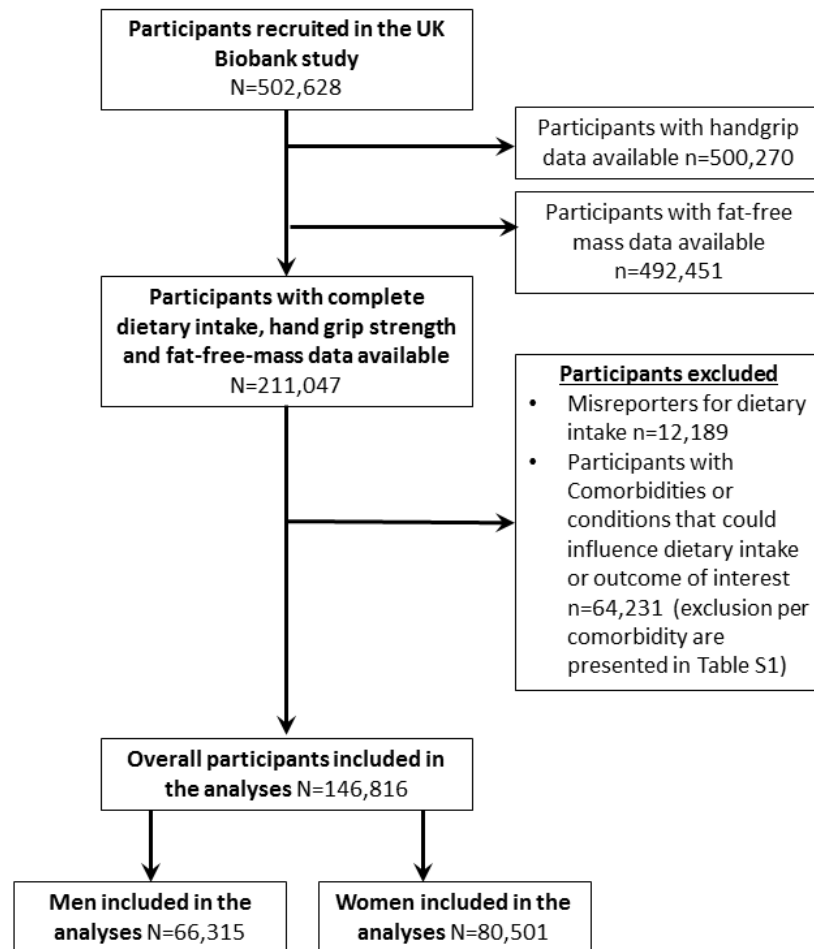 Participants recruited in the UK
Biobank study
N=502,628
Participants with handgrip
data available n=500,270
Participants with fat-free
mass data available
n=492,451
Participants with complete
dietary intake, hand grip strength
and fat-free-mass data available
N=211,047
Participants excluded
• Misreporters for dietary
intake n=12,189
• Participants with
Comorbidities or
conditions that could
influence dietary intake
or outcome of interest
n=64,231 (exclusion per
comorbidity are
presented in Table S1)
Overall participants included in
the analyses N=146,816
Men included in the
analyses N=66,315
Women included in the
analyses N=80,501